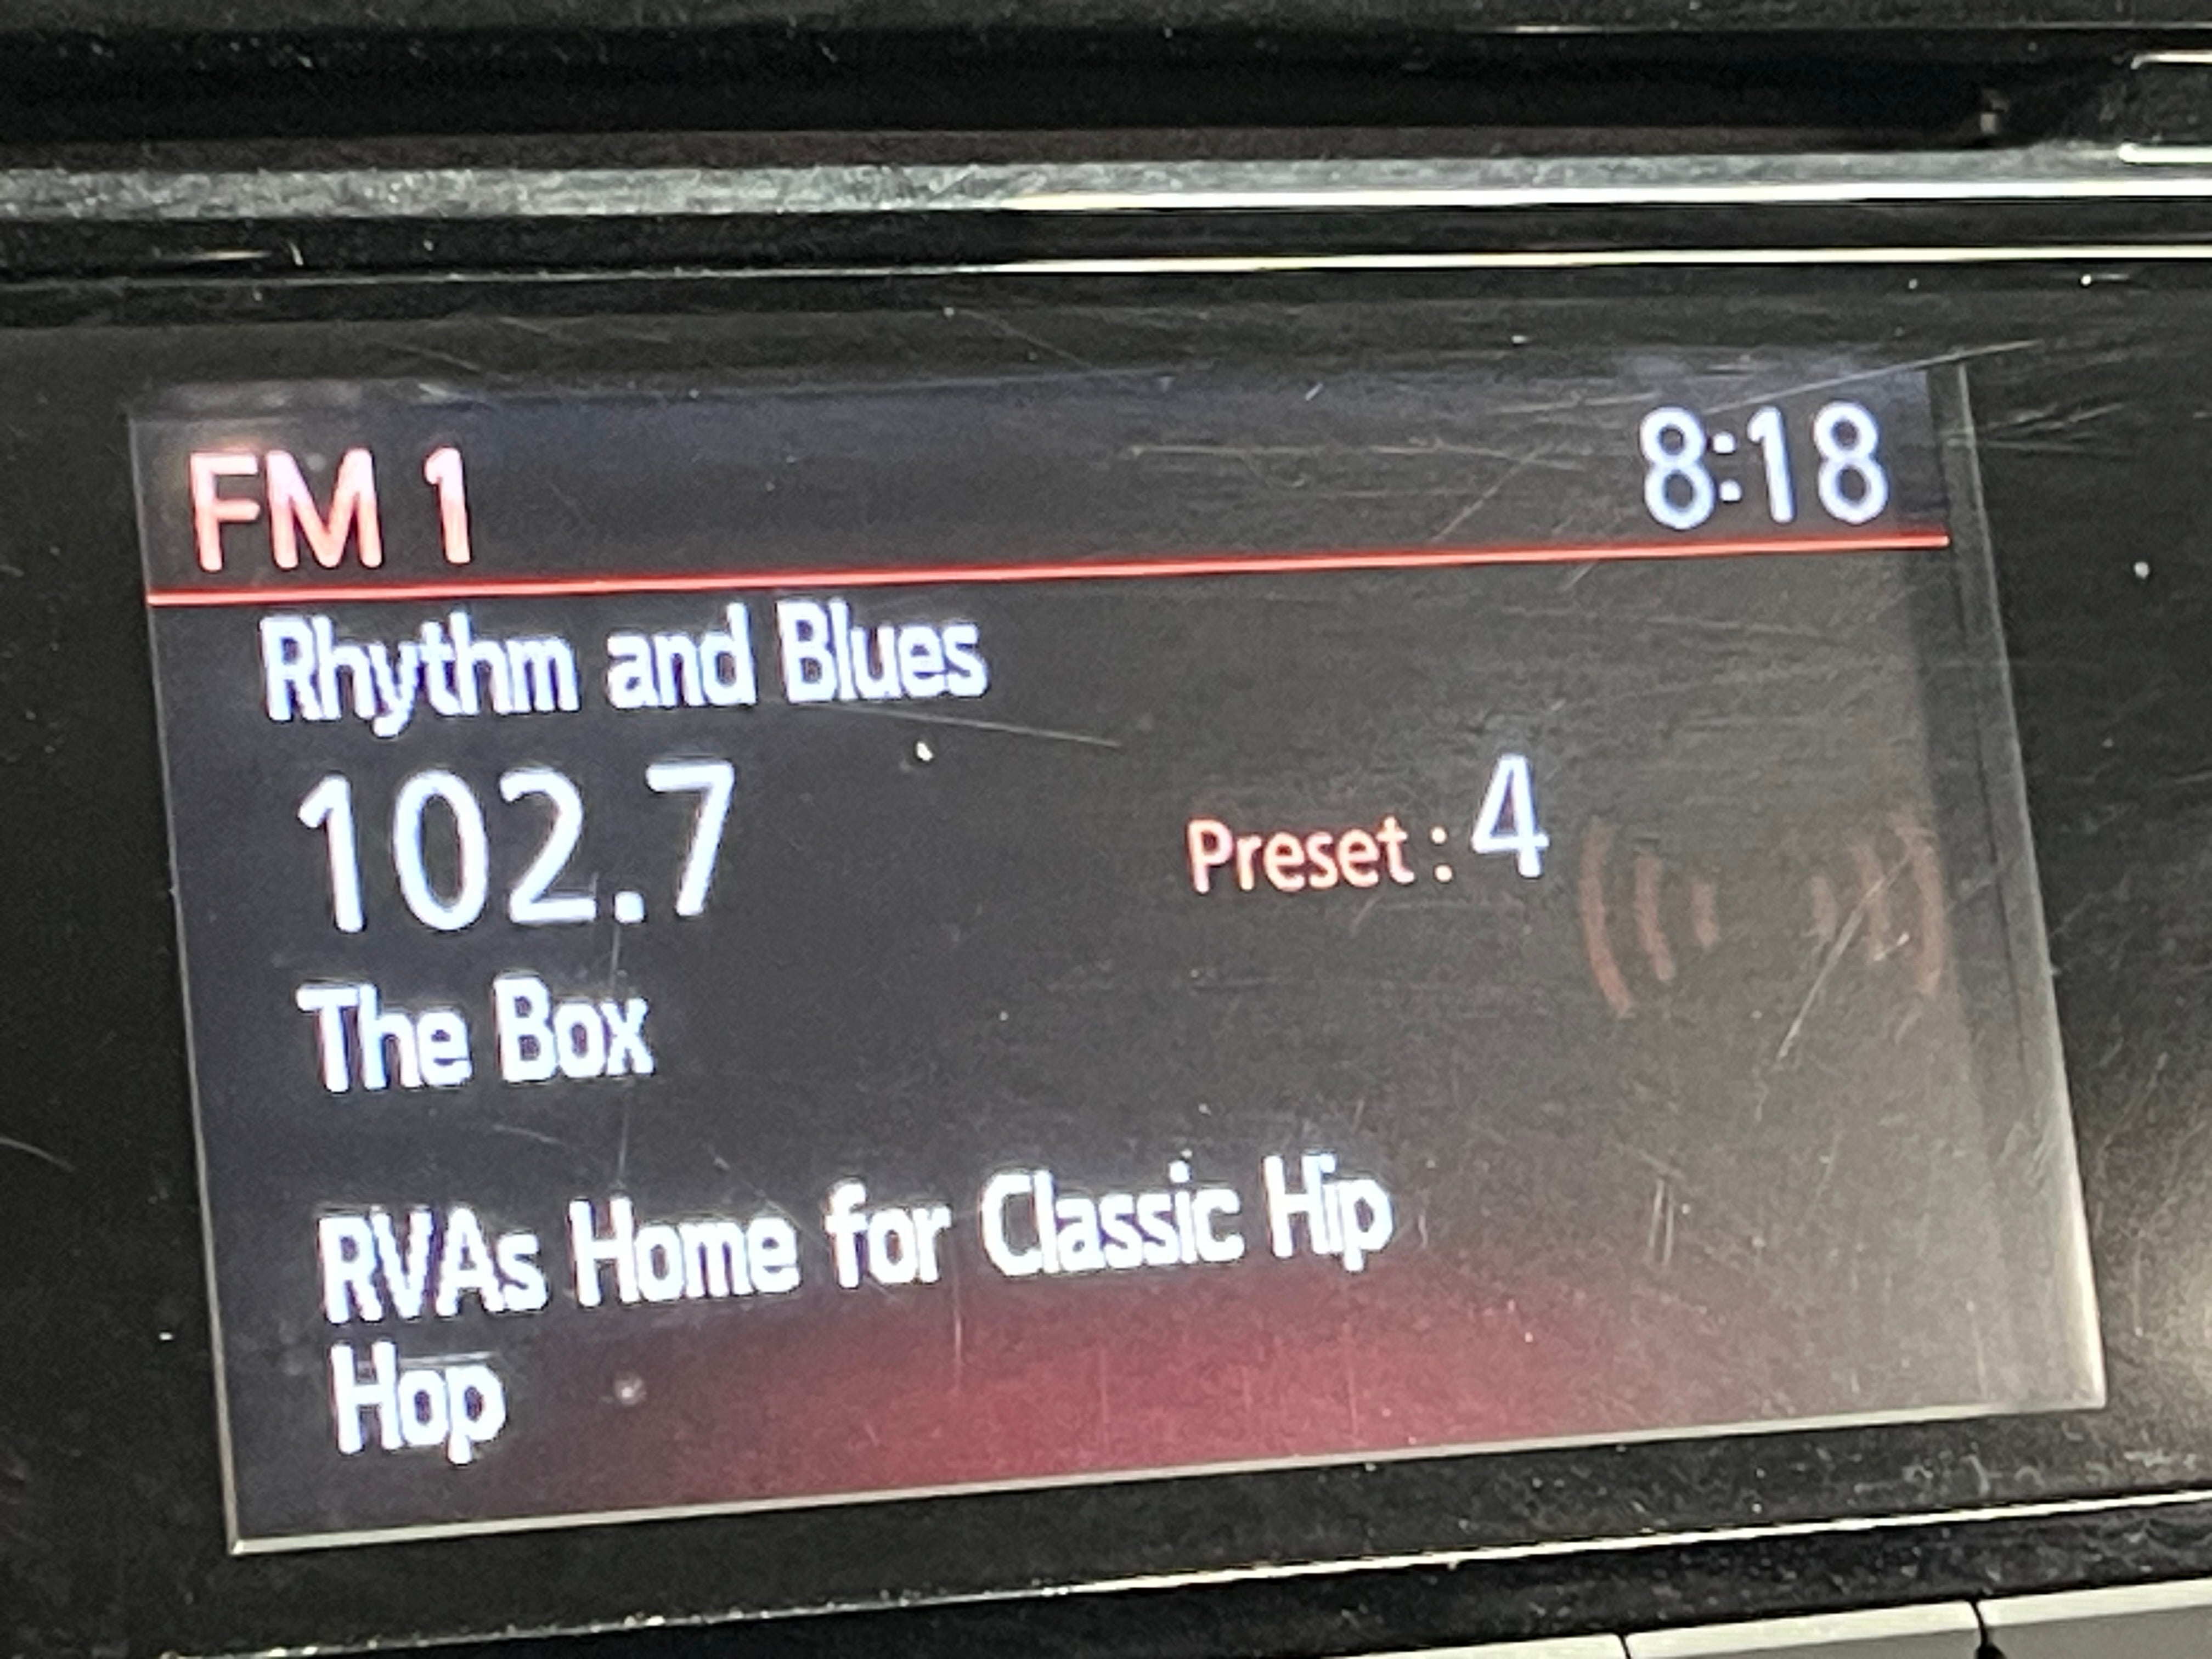 FM 1 8:18
Rhythm and Blues
102.7 Preset : 4
The Box
RVAs Home for Classic Hip
Hop